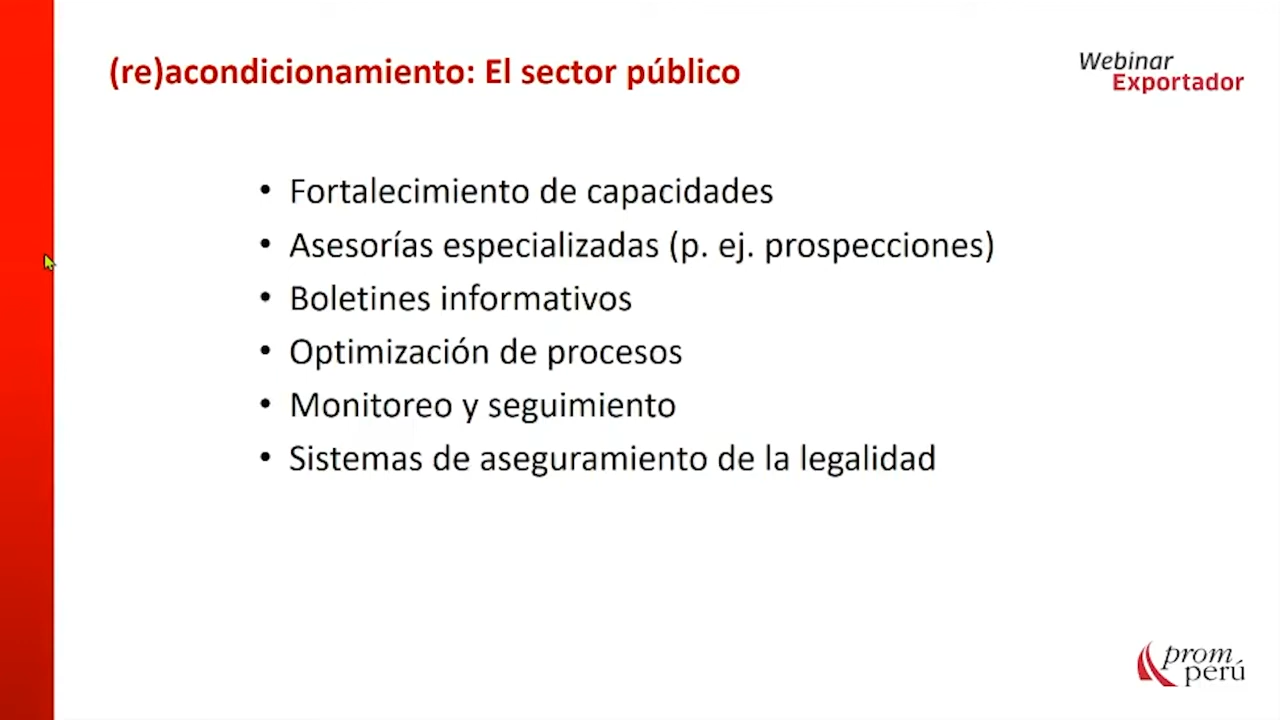 (re)acondicionamiento: El sector público
Webinar
Exportador
• Fortalecimiento de capacidades
• Asesorías especializadas (p. ej. prospecciones)
• Boletines informativos
• Optimización de procesos
• Monitoreo y seguimiento
• Sistemas de aseguramiento de la legalidad
prom
perú